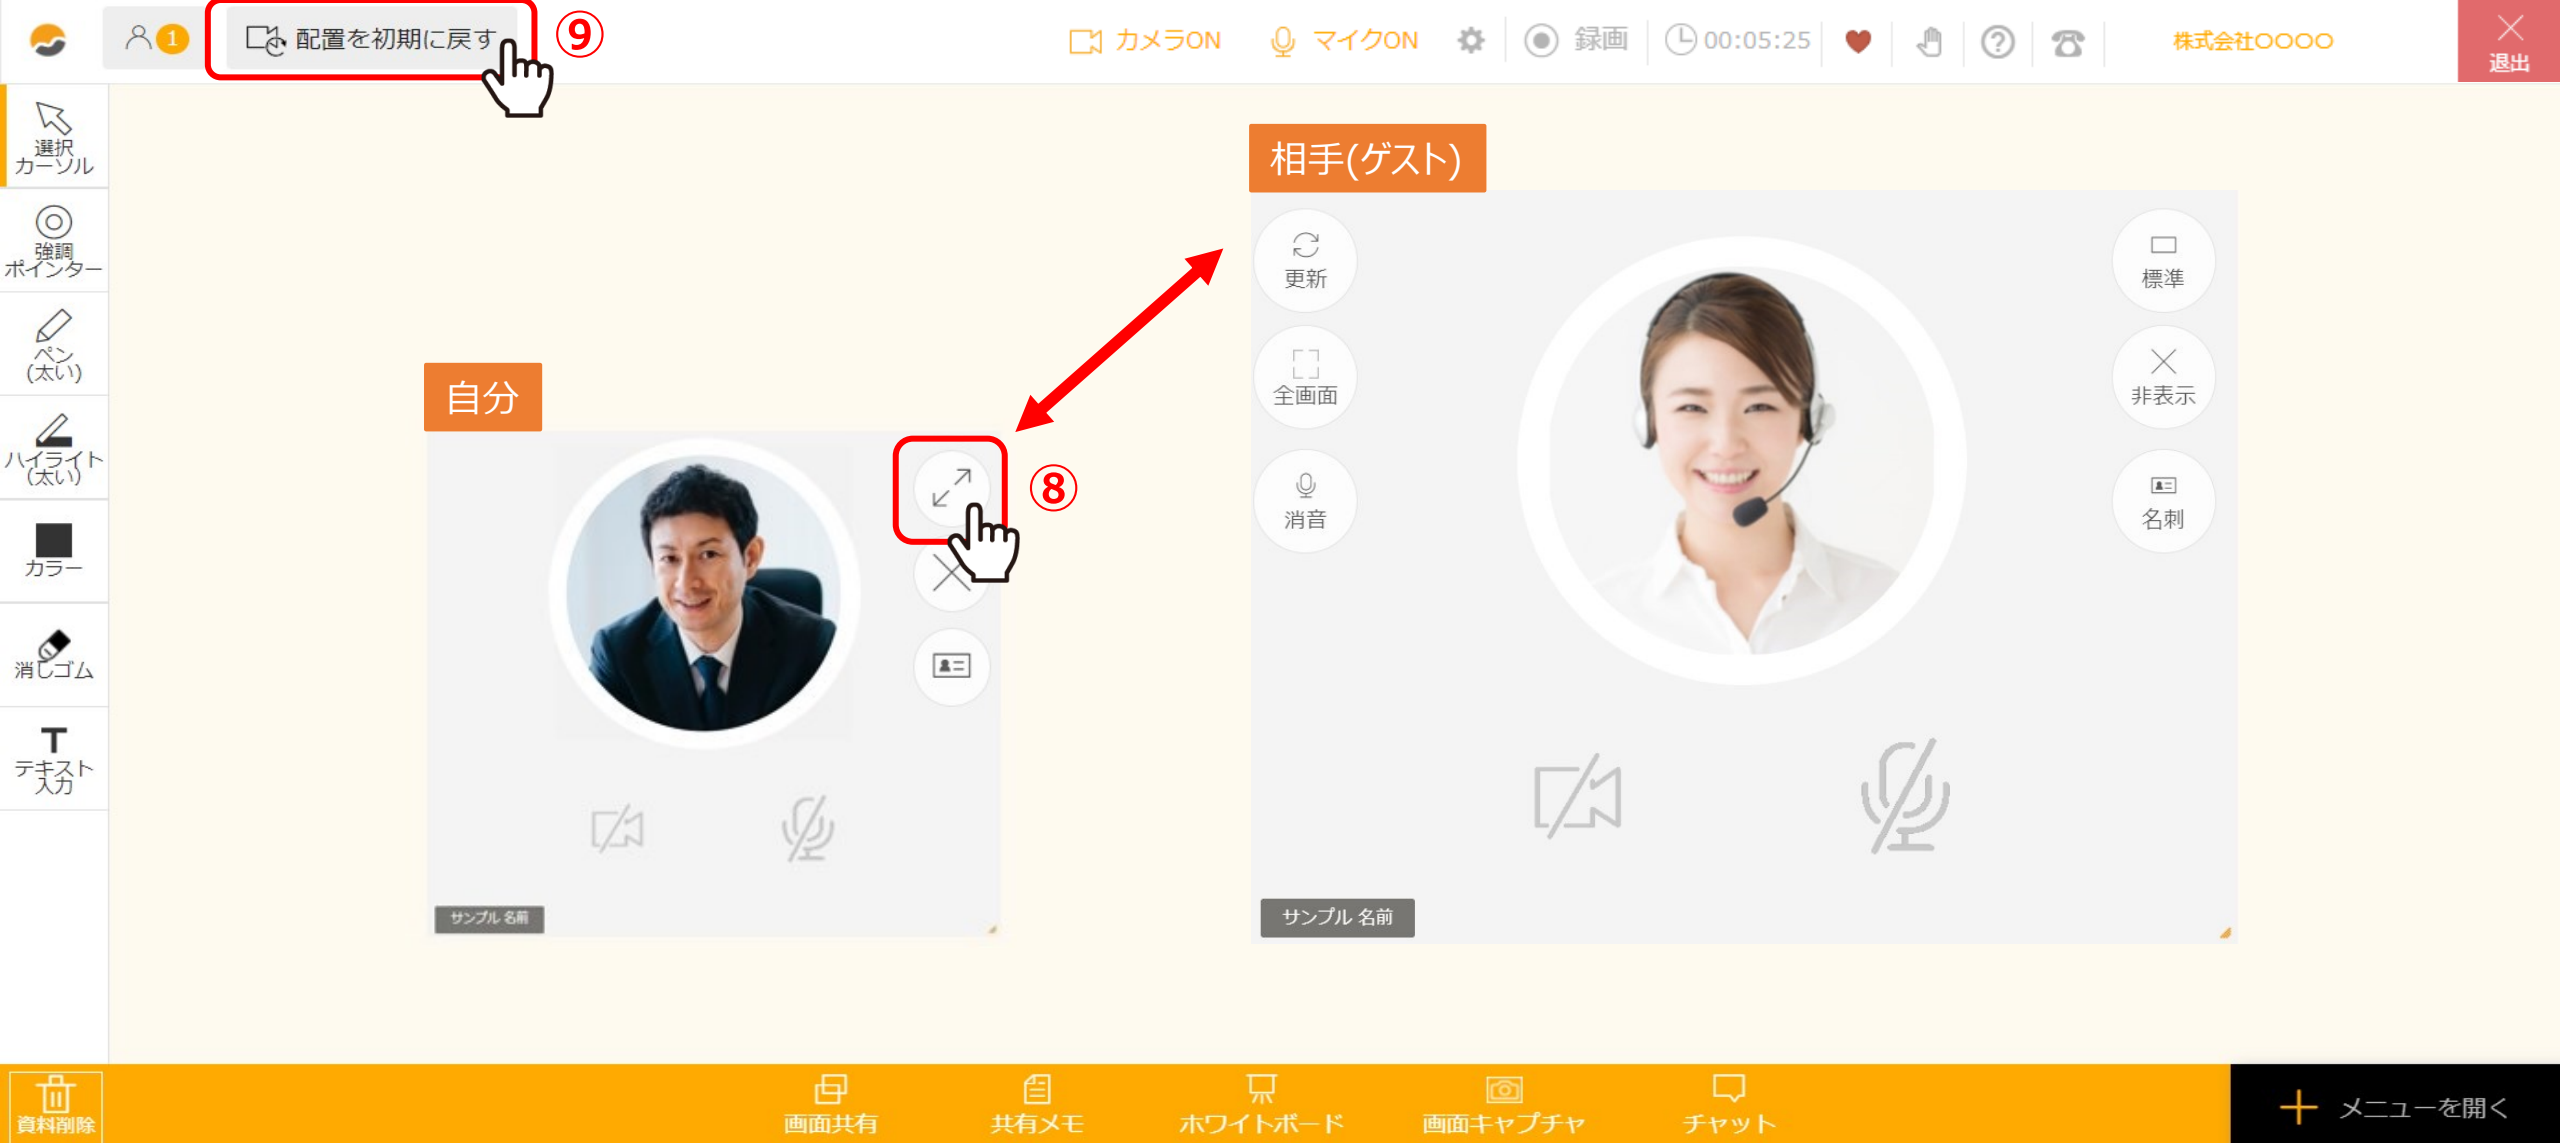 1
配置を初期に戻す
⑨
カメラON
マイクON
録画
00:05:25
株式会社〇〇〇〇
退出
選択
カーソル
強調
ポインター
ペン
(太い)
ハイライト
(太い)
カラー
消しゴム
テキスト
入力
自分
⑧
サンプル 名前
相手(ゲスト)
更新
全画面
消音
標準
非表示
名刺
サンプル 名前
資料削除
画面共有
共有メモ
ホワイトボード
画面キャプチャ
チャット
メニューを開く